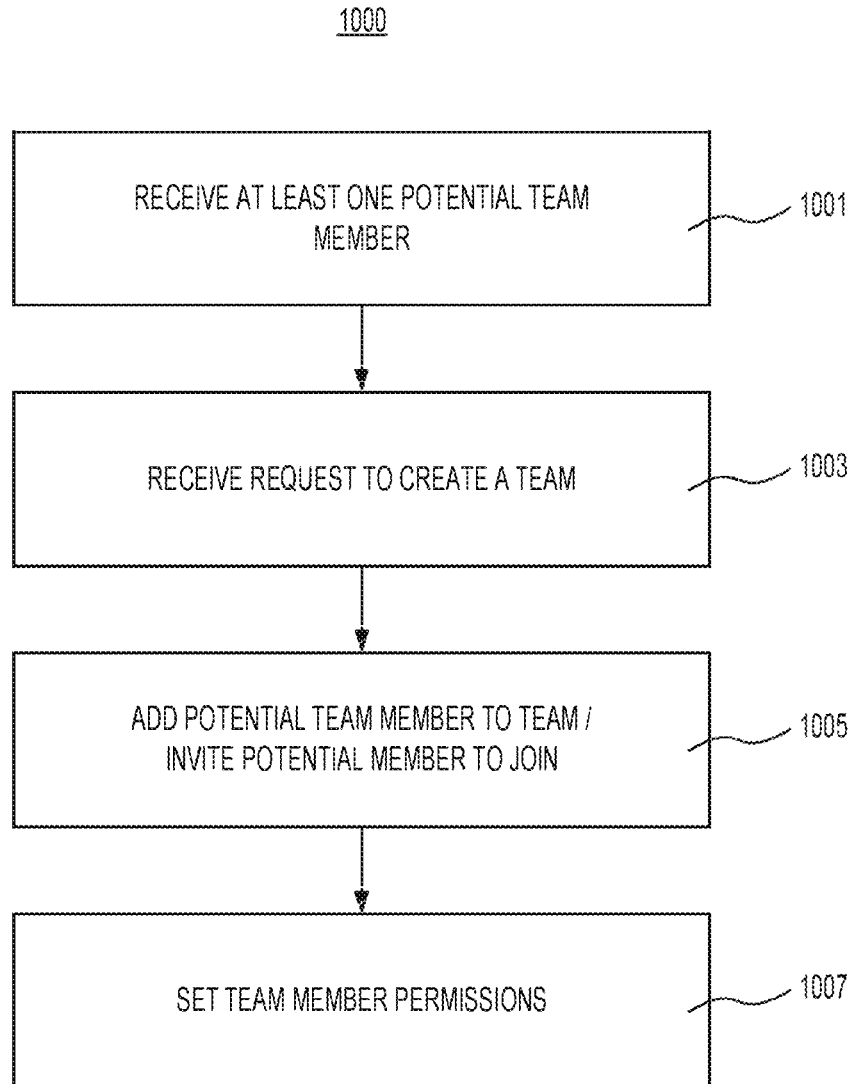 1000
RECEIVE AT LEAST ONE POTENTIAL TEAM
MEMBER
1001
RECEIVE REQUEST TO CREATE A TEAM
1003
ADD POTENTIAL TEAM MEMBER TO TEAM /
INVITE POTENTIAL MEMBER TO JOIN
1005
SET TEAM MEMBER PERMISSIONS
1007